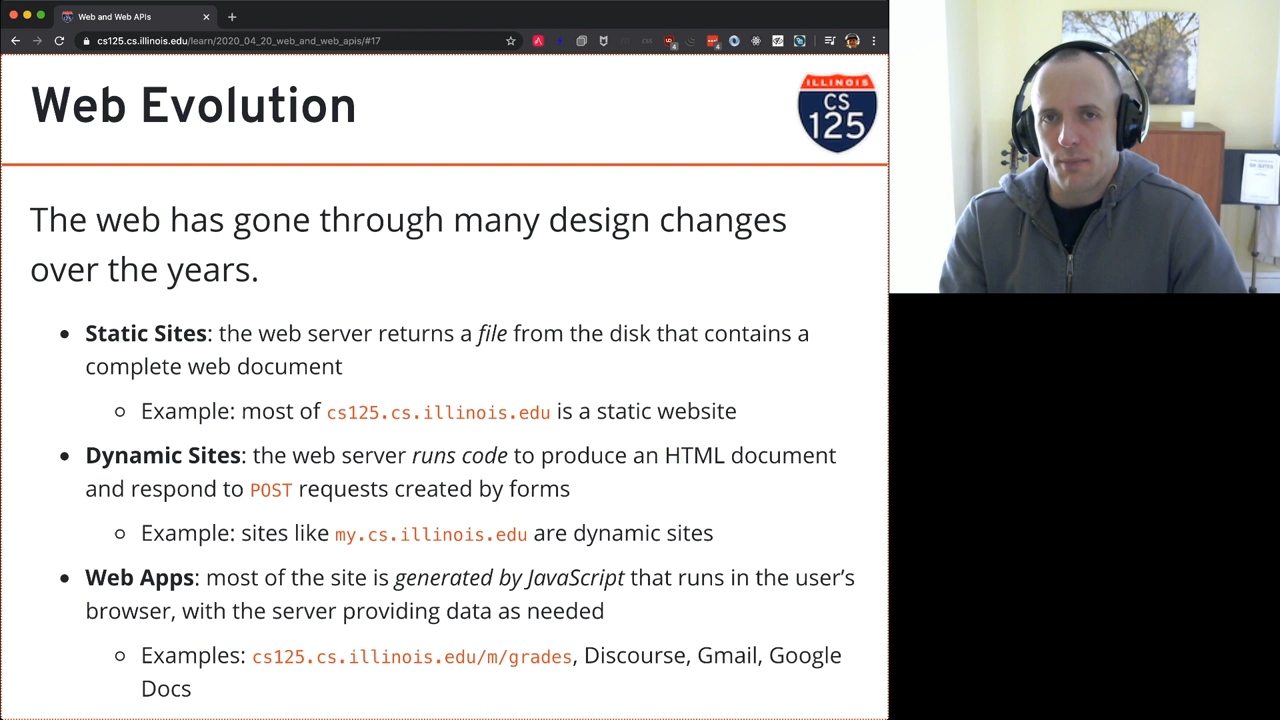 Web and Web APIs
cs125.cs.illinois.edu/learn/2020_04_20_web_and_web_apis/#17
Web Evolution
ILLINOIS
CS
125
The web has gone through many design changes
over the years.
Static Sites: the web server returns a file from the disk that contains a
complete web document
Example: most of cs125.cs.illinois.edu is a static website
Dynamic Sites: the web server runs code to produce an HTML document
and respond to POST requests created by forms
Example: sites like my.cs.illinois.edu are dynamic sites
Web Apps: most of the site is generated by JavaScript that runs in the user’s
browser, with the server providing data as needed
Examples: cs125.cs.illinois.edu/m/grades, Discourse, Gmail, Google
Docs